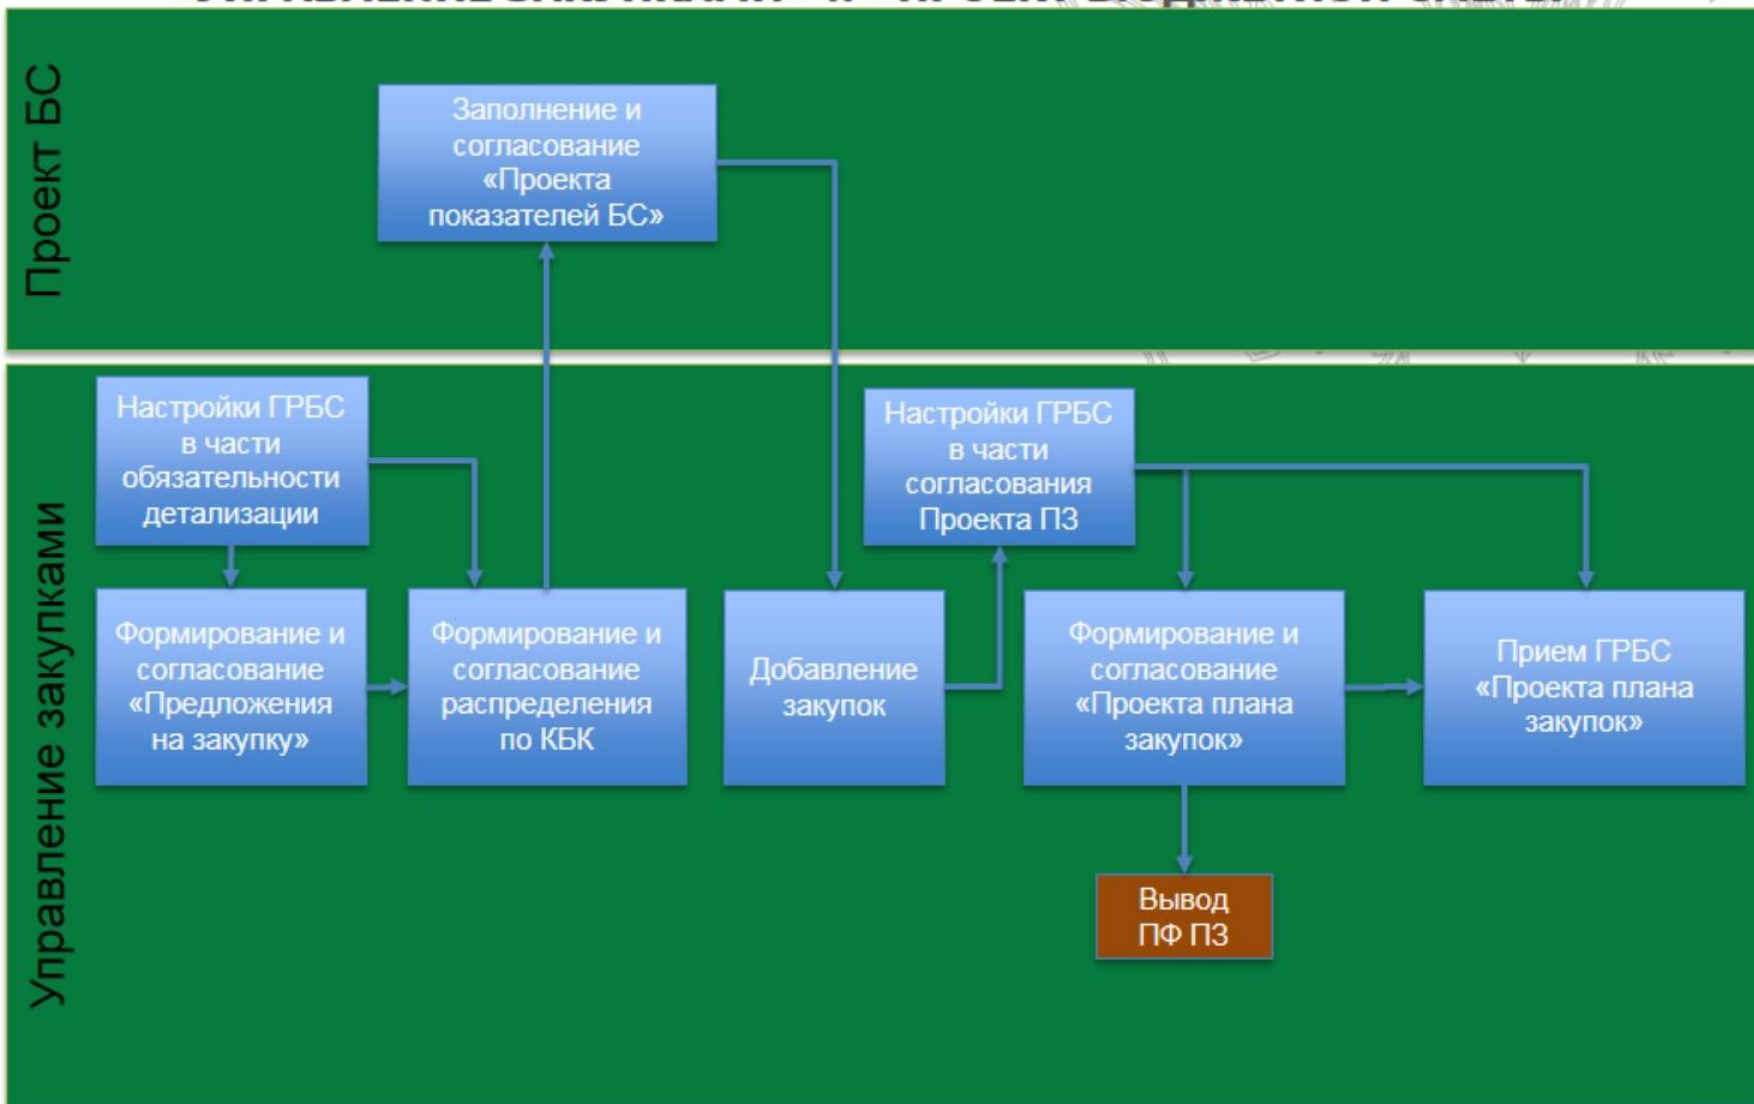 Проект БС
Заполнение и
согласование
«Проекта
показателей БС»
Управление закупками
Настройки ГРБС
в части
обязательности
детализации
Настройки ГРБС
в части
согласования
Проекта ПЗ
Формирование и
согласование
«Предложения
на закупку»
Формирование и
согласование
распределения
по КБК
Добавление
закупок
Формирование и
согласование
«Проекта плана
закупок»
Прием ГРБС
«Проекта плана
закупок»
Вывод
ПФ ПЗ